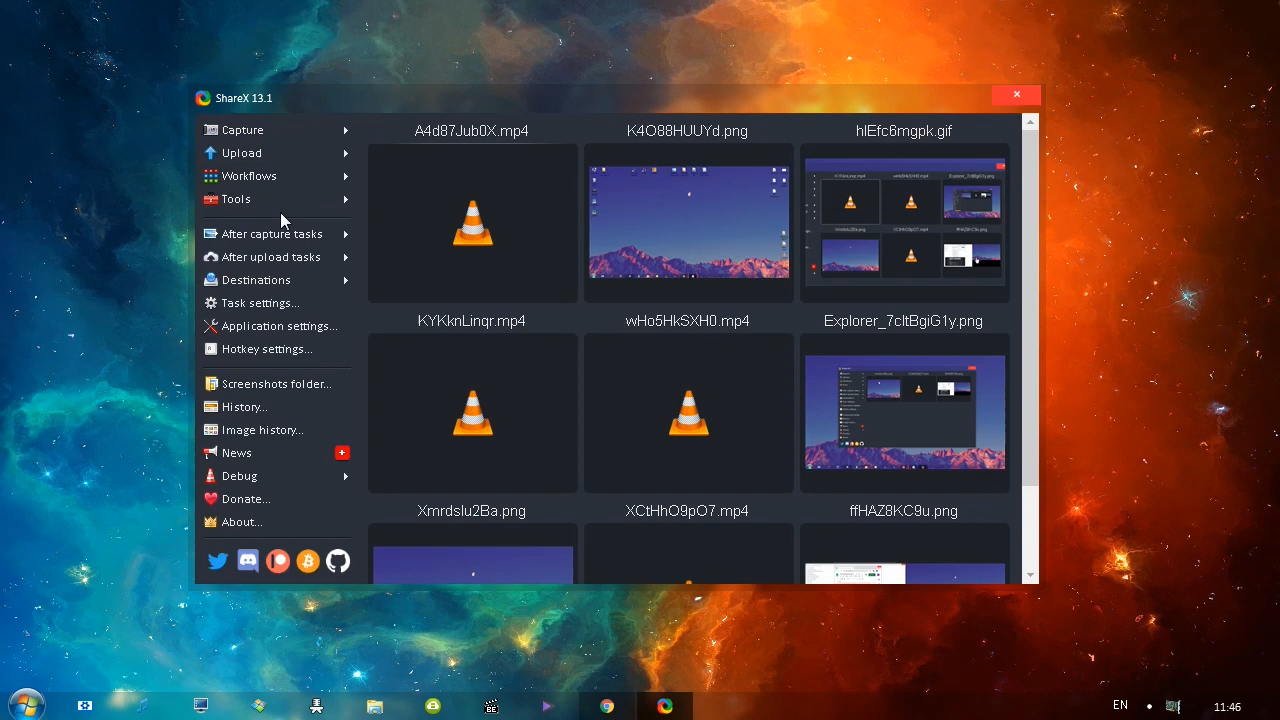 ShareX 13.1
Capture
Upload
Workflows
Tools
After capture tasks
After upload tasks
Destinations
Task settings...
Application settings...
Hotkey settings...
Screenshots folder...
History...
Image history...
News
Debug
Donate...
About...
A4d87Jub0X.mp4
K4O88HUUYd.png
hlEfc6mgpk.gif
KYKknLinqr.mp4
wHo5HkSXH0.mp4
Explorer_7cItBgiG1y.png
Xmrdslu2Ba.png
XCtHhO9pO7.mp4
ffHAZ8KC9u.png
EN
11:46